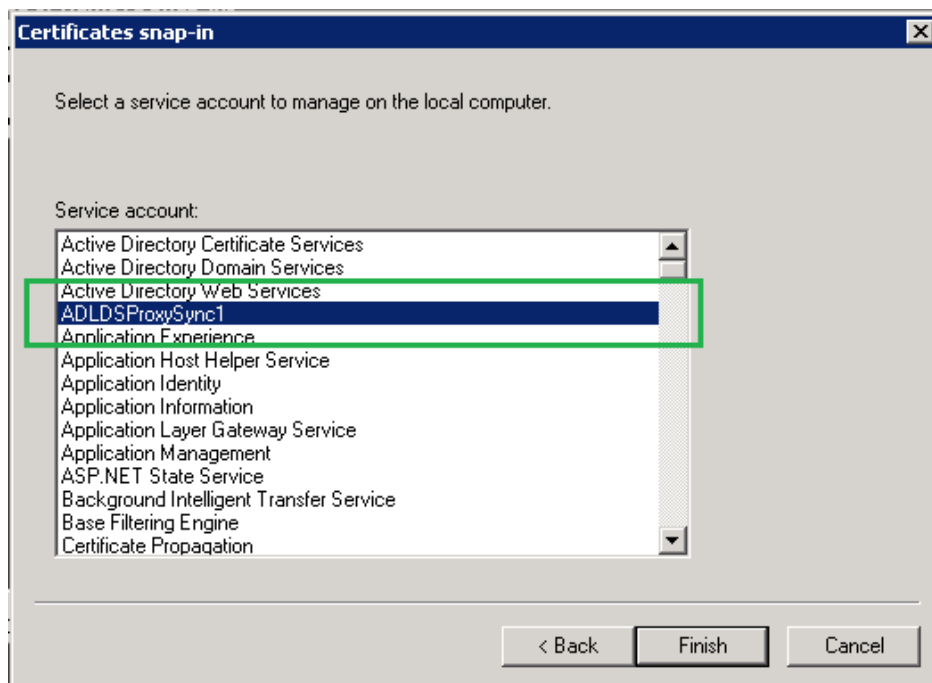 Certificates snap-in
Select a service account to manage on the local computer.
Service account:
Active Directory Certificate Services
Active Directory Domain Services
Active Directory Web Services
ADLDSProxySync1
Application Experience
Application Host Helper Service
Application Identity
Application Information
Application Layer Gateway Service
Application Management
ASP.NET State Service
Background Intelligent Transfer Service
Base Filtering Engine
Certificate Propagation
< Back Finish Cancel